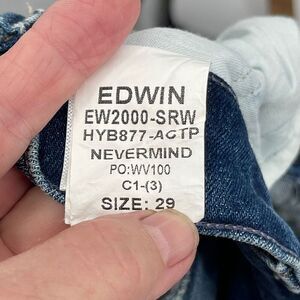 EDWIN
EW2000-SRW
HYB877-ACTP
NEVERMIND
PO:WV100
C1-(3)
SIZE: 29